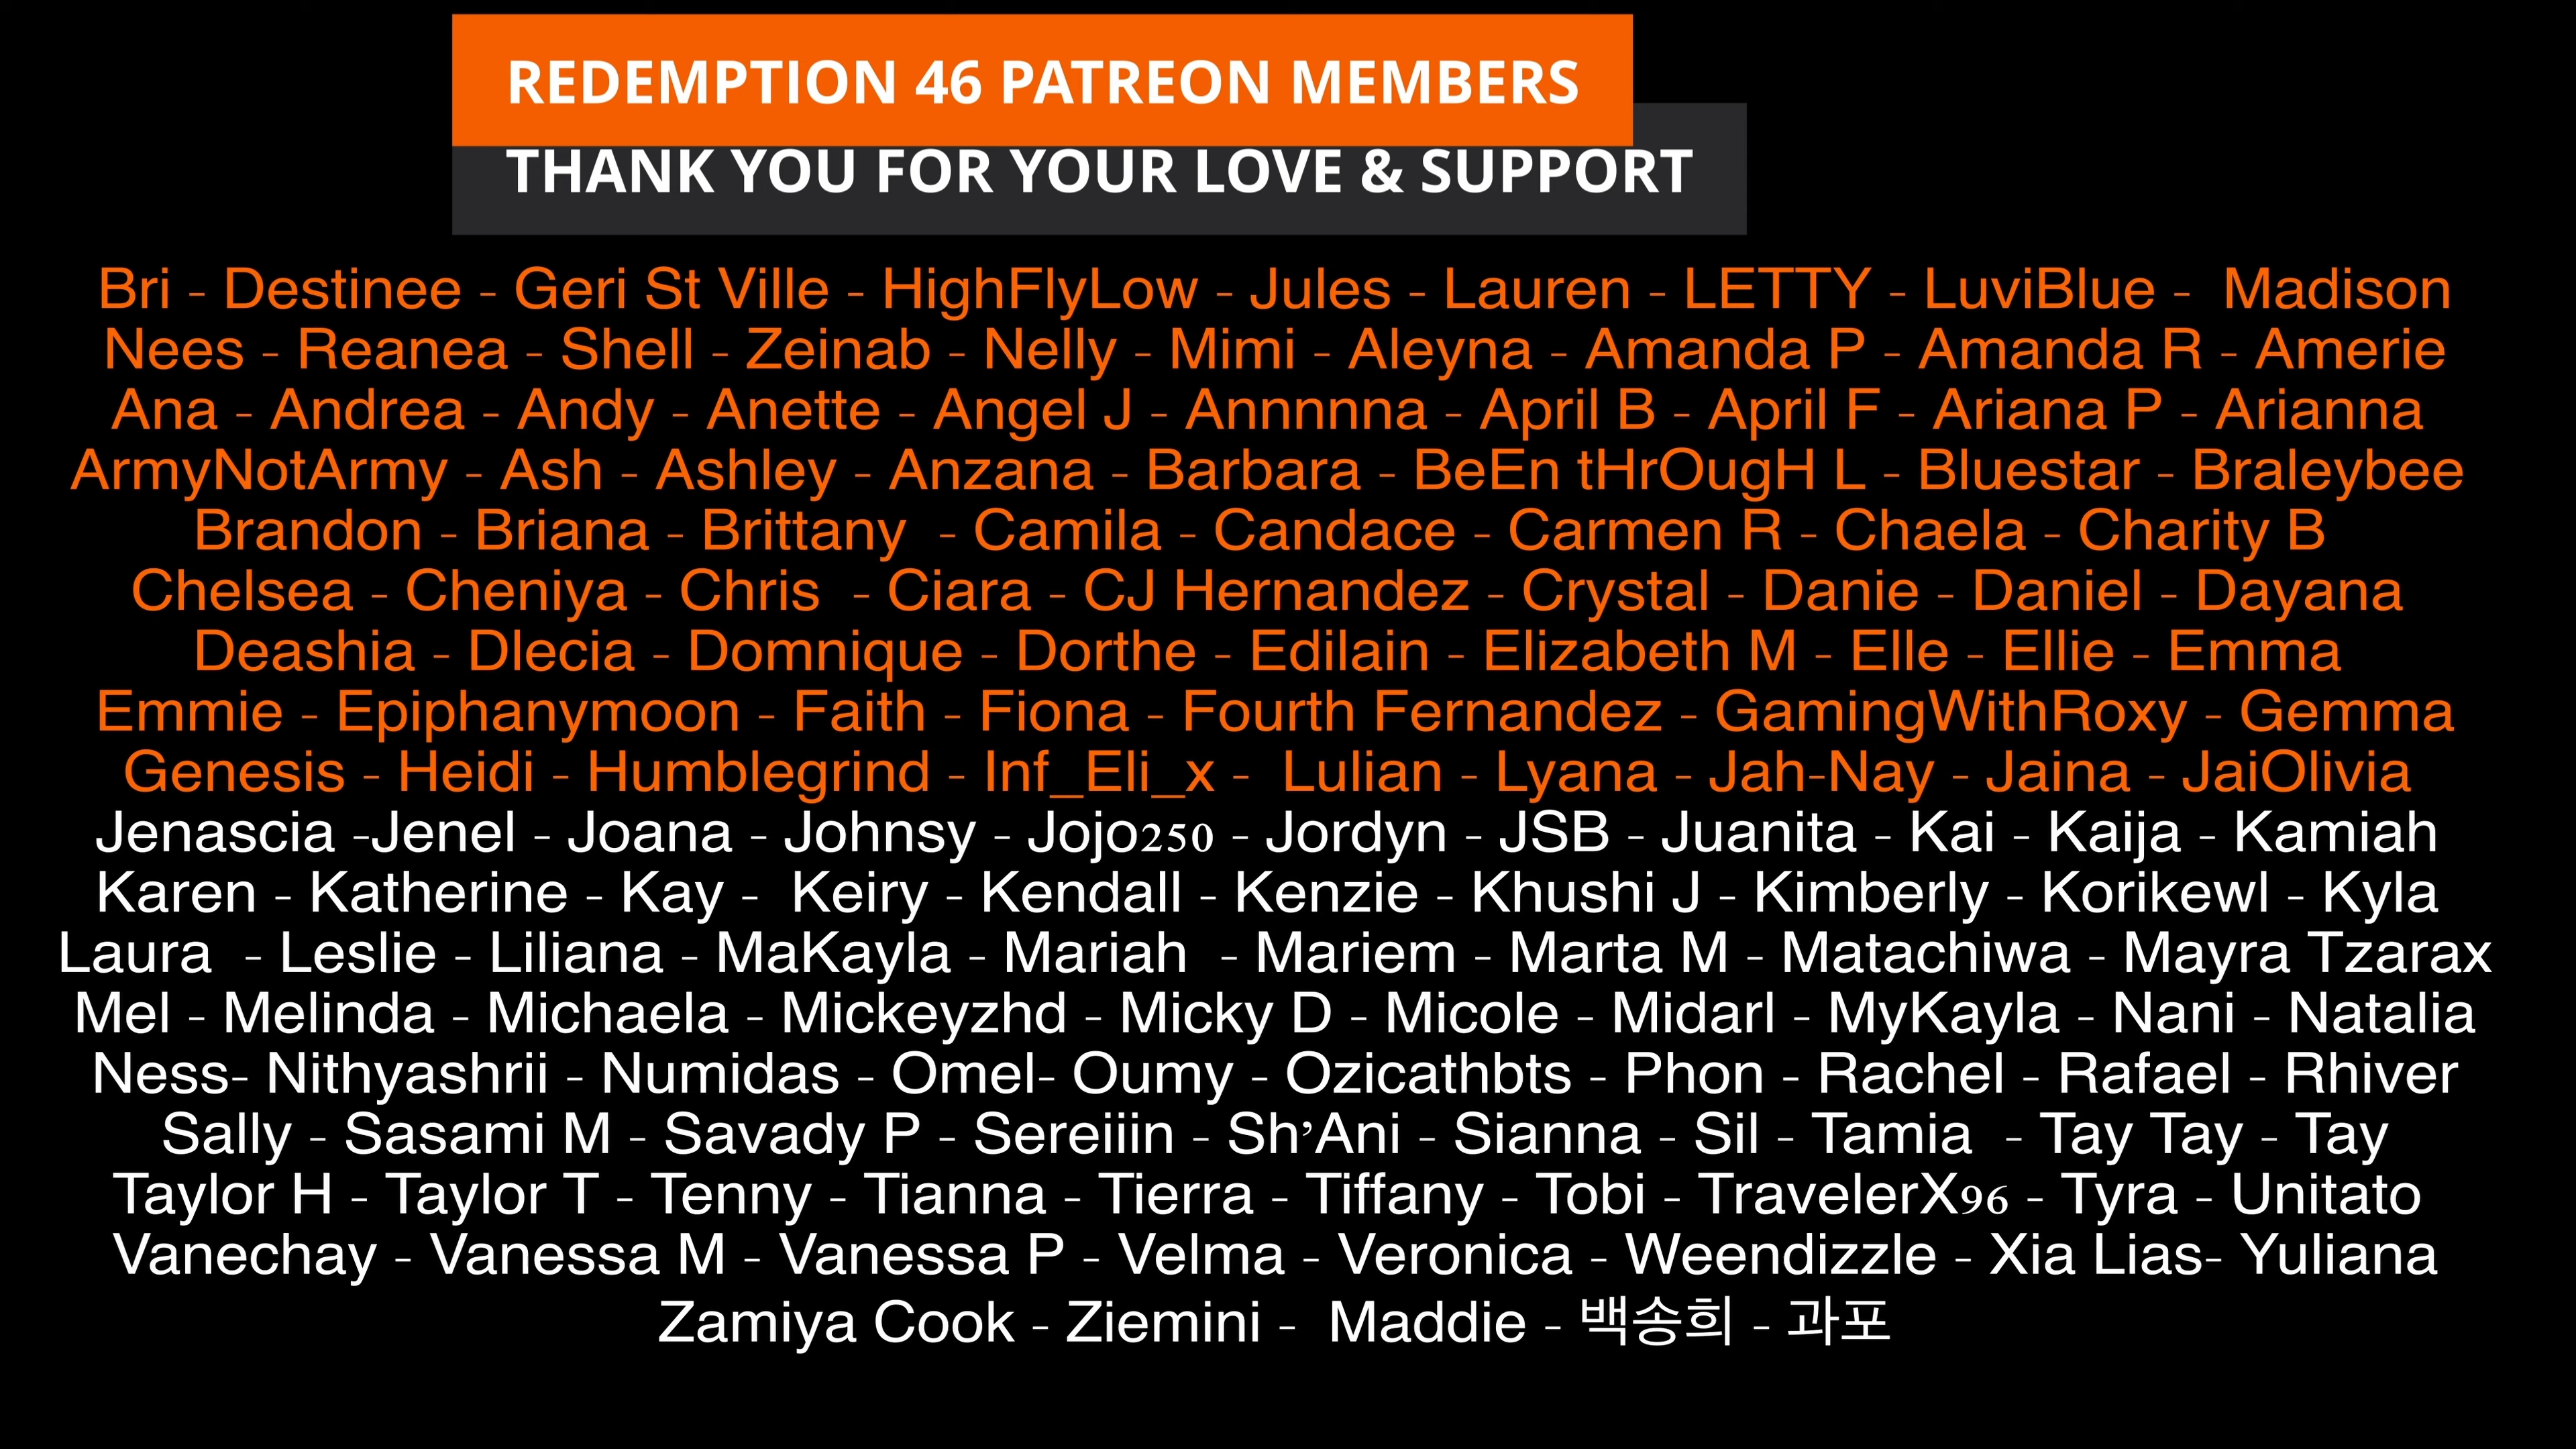 REDEMPTION 46 PATREON MEMBERS
THANK YOU FOR YOUR LOVE & SUPPORT
Bri - Destinee - Geri St Ville - HighFlyLow - Jules - Lauren - LETTY - LuviBlue - Madison
Nees - Reanea - Shell - Zeinab - Nelly - Mimi - Aleyna - Amanda P - Amanda R - Amerie
Ana - Andrea - Andy - Anette - Angel J - Annnnna - April B - April F - Ariana P - Arianna
ArmyNotArmy - Ash - Ashley - Anzana - Barbara - BeEn tHrOugH L - Bluestar - Braleybee
Brandon - Briana - Brittany - Camila - Candace - Carmen R - Chaela - Charity B
Chelsea - Cheniya - Chris - Ciara - CJ Hernandez - Crystal - Danie - Daniel - Dayana
Deashia - Dlecia - Domnique - Dorthe - Edilain - Elizabeth M - Elle - Ellie - Emma
Emmie - Epiphanymoon - Faith - Fiona - Fourth Fernandez - GamingWithRoxy - Gemma
Genesis - Heidi - Humblegrind - Inf_Eli_x - Lulian - Lyana - Jah-Nay - Jaina - JaiOlivia
Jenascia -Jenel - Joana - Johnsy - Jojo250 - Jordyn - JSB - Juanita - Kai - Kaija - Kamiah
Karen - Katherine - Kay - Keiry - Kendall - Kenzie - Khushi J - Kimberly - Korikewl - Kyla
Laura - Leslie - Liliana - MaKayla - Mariah - Mariem - Marta M - Matachiwa - Mayra Tzarax
Mel - Melinda - Michaela - Mickeyzhd - Micky D - Micole - Midarl - MyKayla - Nani - Natalia
Ness- Nithyashrii - Numidas - Omel- Oumy - Ozicathbts - Phon - Rachel - Rafael - Rhiver
Sally - Sasami M - Savady P - Sereiiin - Sh’Ani - Sianna - Sil - Tamia - Tay Tay - Tay
Taylor H - Taylor T - Tenny - Tianna - Tierra - Tiffany - Tobi - TravelerX96 - Tyra - Unitato
Vanechay - Vanessa M - Vanessa P - Velma - Veronica - Weendizzle - Xia Lias- Yuliana
Zamiya Cook - Ziemini - Maddie - 백송희 - 과포